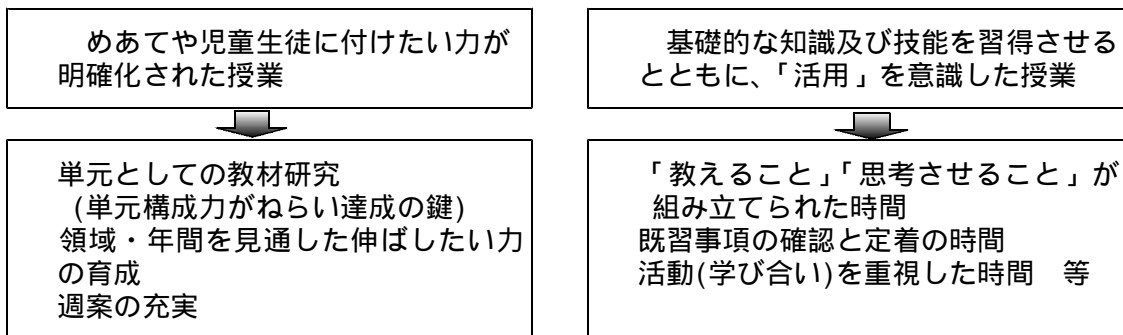 めあてや児童生徒に付けたい力が
明確化された授業
単元としての教材研究
(単元構成力がねらい達成の鍵)
領域・年間を見通した伸ばしたい力
の育成
週案の充実
基礎的な知識及び技能を習得させる
とともに、「活用」を意識した授業
「教えること」「思考させること」が
組み立てられた時間
既習事項の確認と定着の時間
活動(学び合い)を重視した時間　等